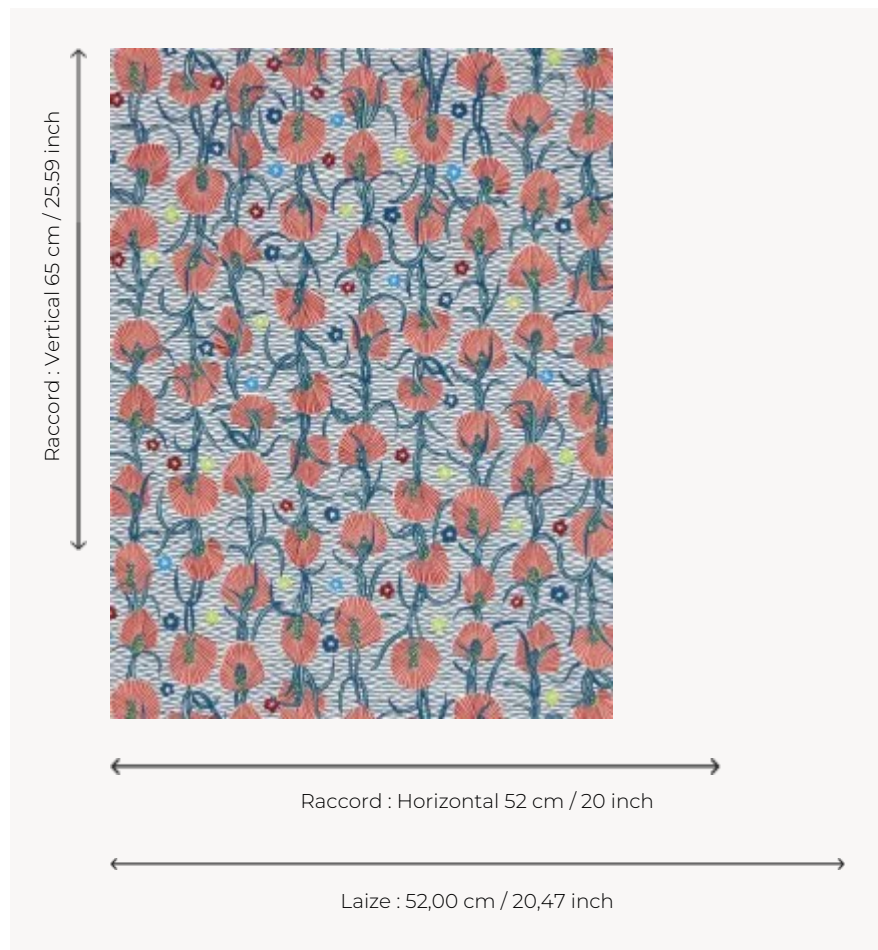 Raccord : Vertical 65 cm / 25.59 inch
Raccord : Horizontal 52 cm / 20 inch
Laize : 52,00 cm / 20,47 inch